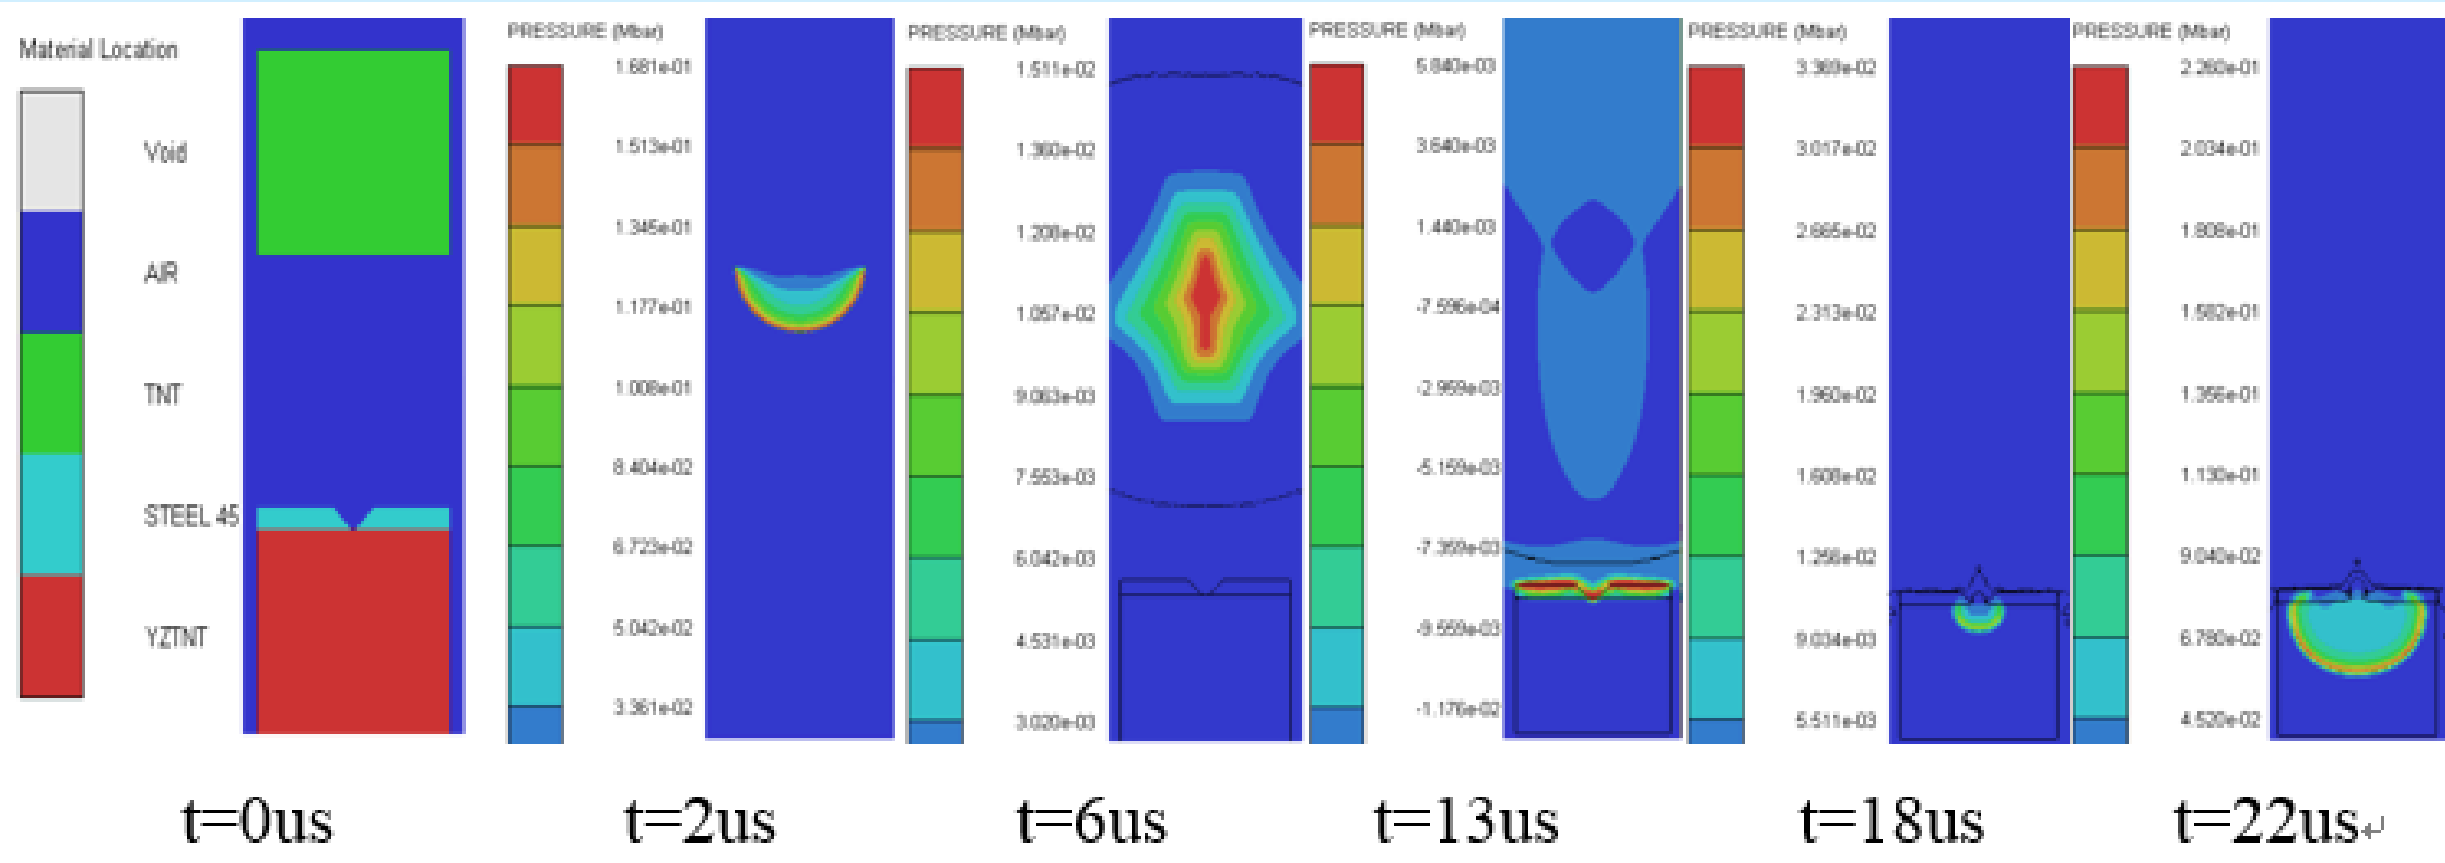 Material Location
Void
AIR
TNT
STEEL 45
YZTNT
PRESSURE (Mbar)
1.681e-01
1.513e-01
1.345e-01
1.177e-01
1.008e-01
8.404e-02
6.723e-02
5.042e-02
3.361e-02
PRESSURE (Mbar)
1.511e-02
1.360e-02
1.208e-02
1.057e-02
9.063e-03
7.553e-03
6.042e-03
4.531e-03
3.020e-03
PRESSURE (Mbar)
5.840e-03
3.640e-03
1.440e-03
-7.596e-04
-2.959e-03
-5.159e-03
-7.359e-03
-9.559e-03
-1.176e-02
PRESSURE (Mbar)
3.369e-02
3.017e-02
2.665e-02
2.313e-02
1.960e-02
1.608e-02
1.256e-02
9.034e-03
5.511e-03
PRESSURE (Mbar)
2.260e-01
2.034e-01
1.808e-01
1.582e-01
1.356e-01
1.130e-01
9.040e-02
6.780e-02
4.520e-02
t=0us
t=2us
t=6us
t=13us
t=18us
t=22us↵